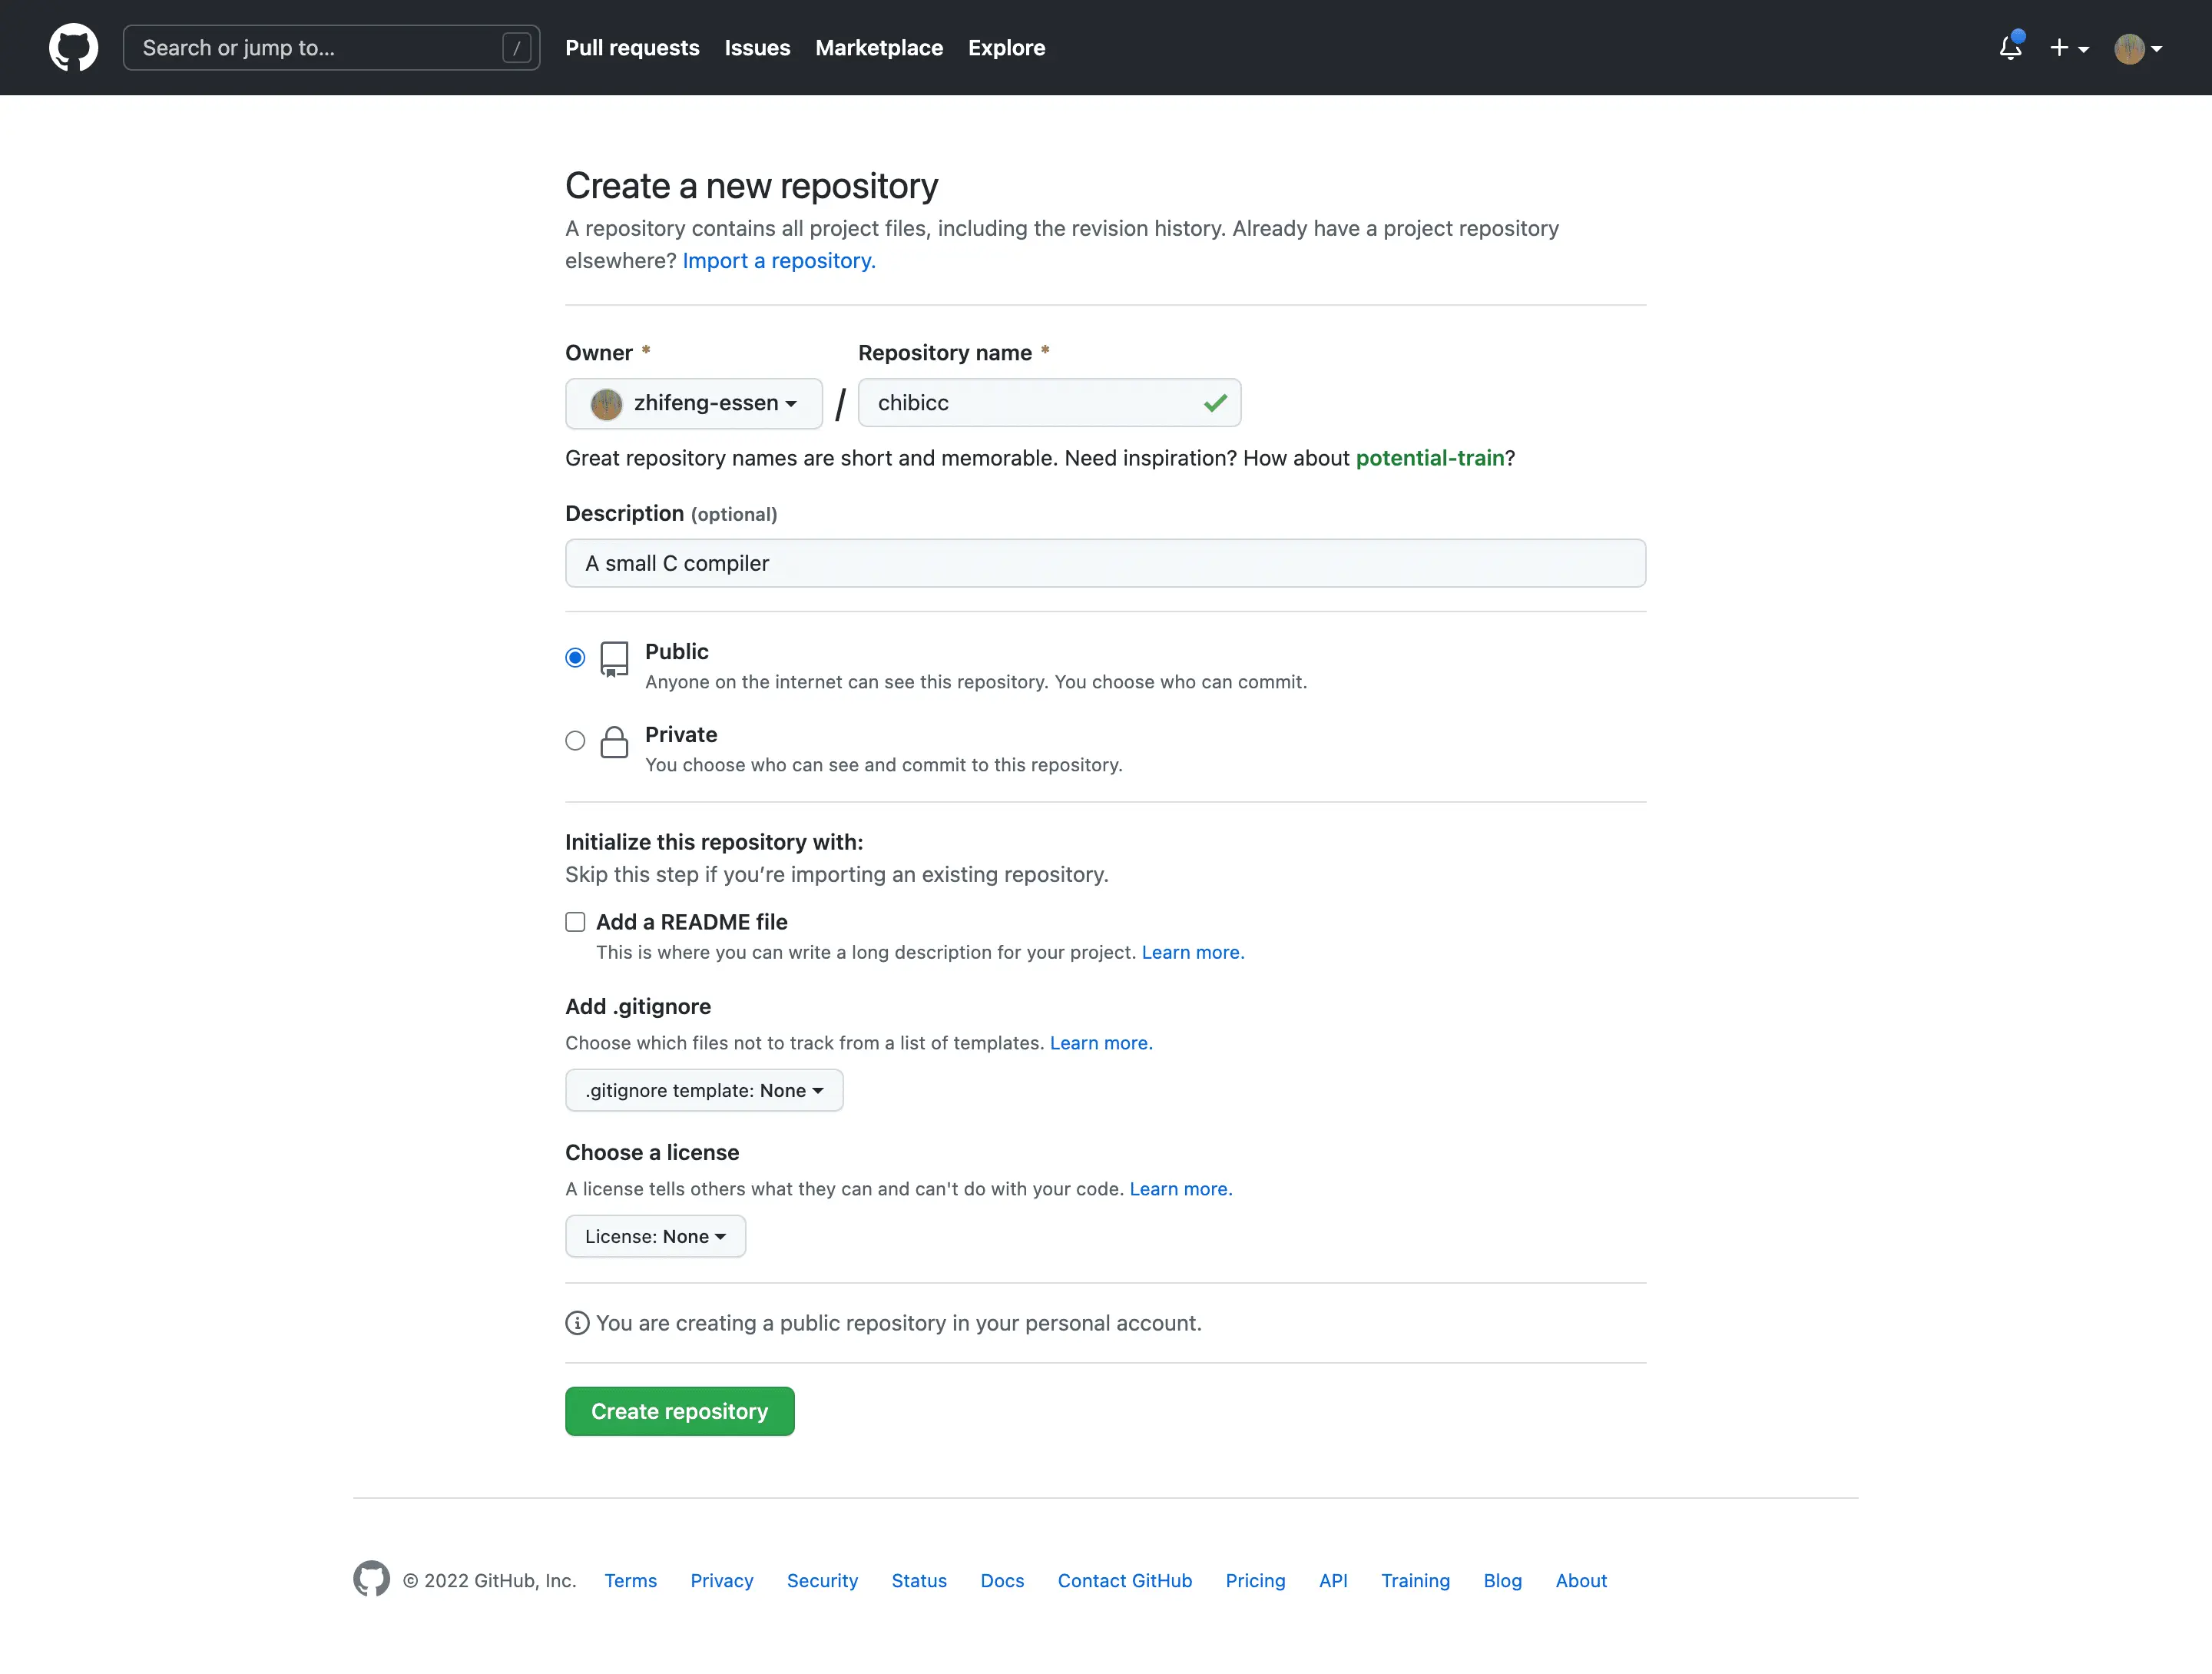 Search or jump to...
/
Pull requests
Issues
Marketplace
Explore
Create a new repository
A repository contains all project files, including the revision history. Already have a project repository
elsewhere? Import a repository.
Owner *
Repository name *
zhifeng-essen
/
chibicc
Great repository names are short and memorable. Need inspiration? How about potential-train?
Description (optional)
A small C compiler
Public
Anyone on the internet can see this repository. You choose who can commit.
Private
You choose who can see and commit to this repository.
Initialize this repository with:
Skip this step if you’re importing an existing repository.
Add a README file
This is where you can write a long description for your project. Learn more.
Add .gitignore
Choose which files not to track from a list of templates. Learn more.
.gitignore template: None
Choose a license
A license tells others what they can and can't do with your code. Learn more.
License: None
You are creating a public repository in your personal account.
Create repository
© 2022 GitHub, Inc.
Terms
Privacy
Security
Status
Docs
Contact GitHub
Pricing
API
Training
Blog
About